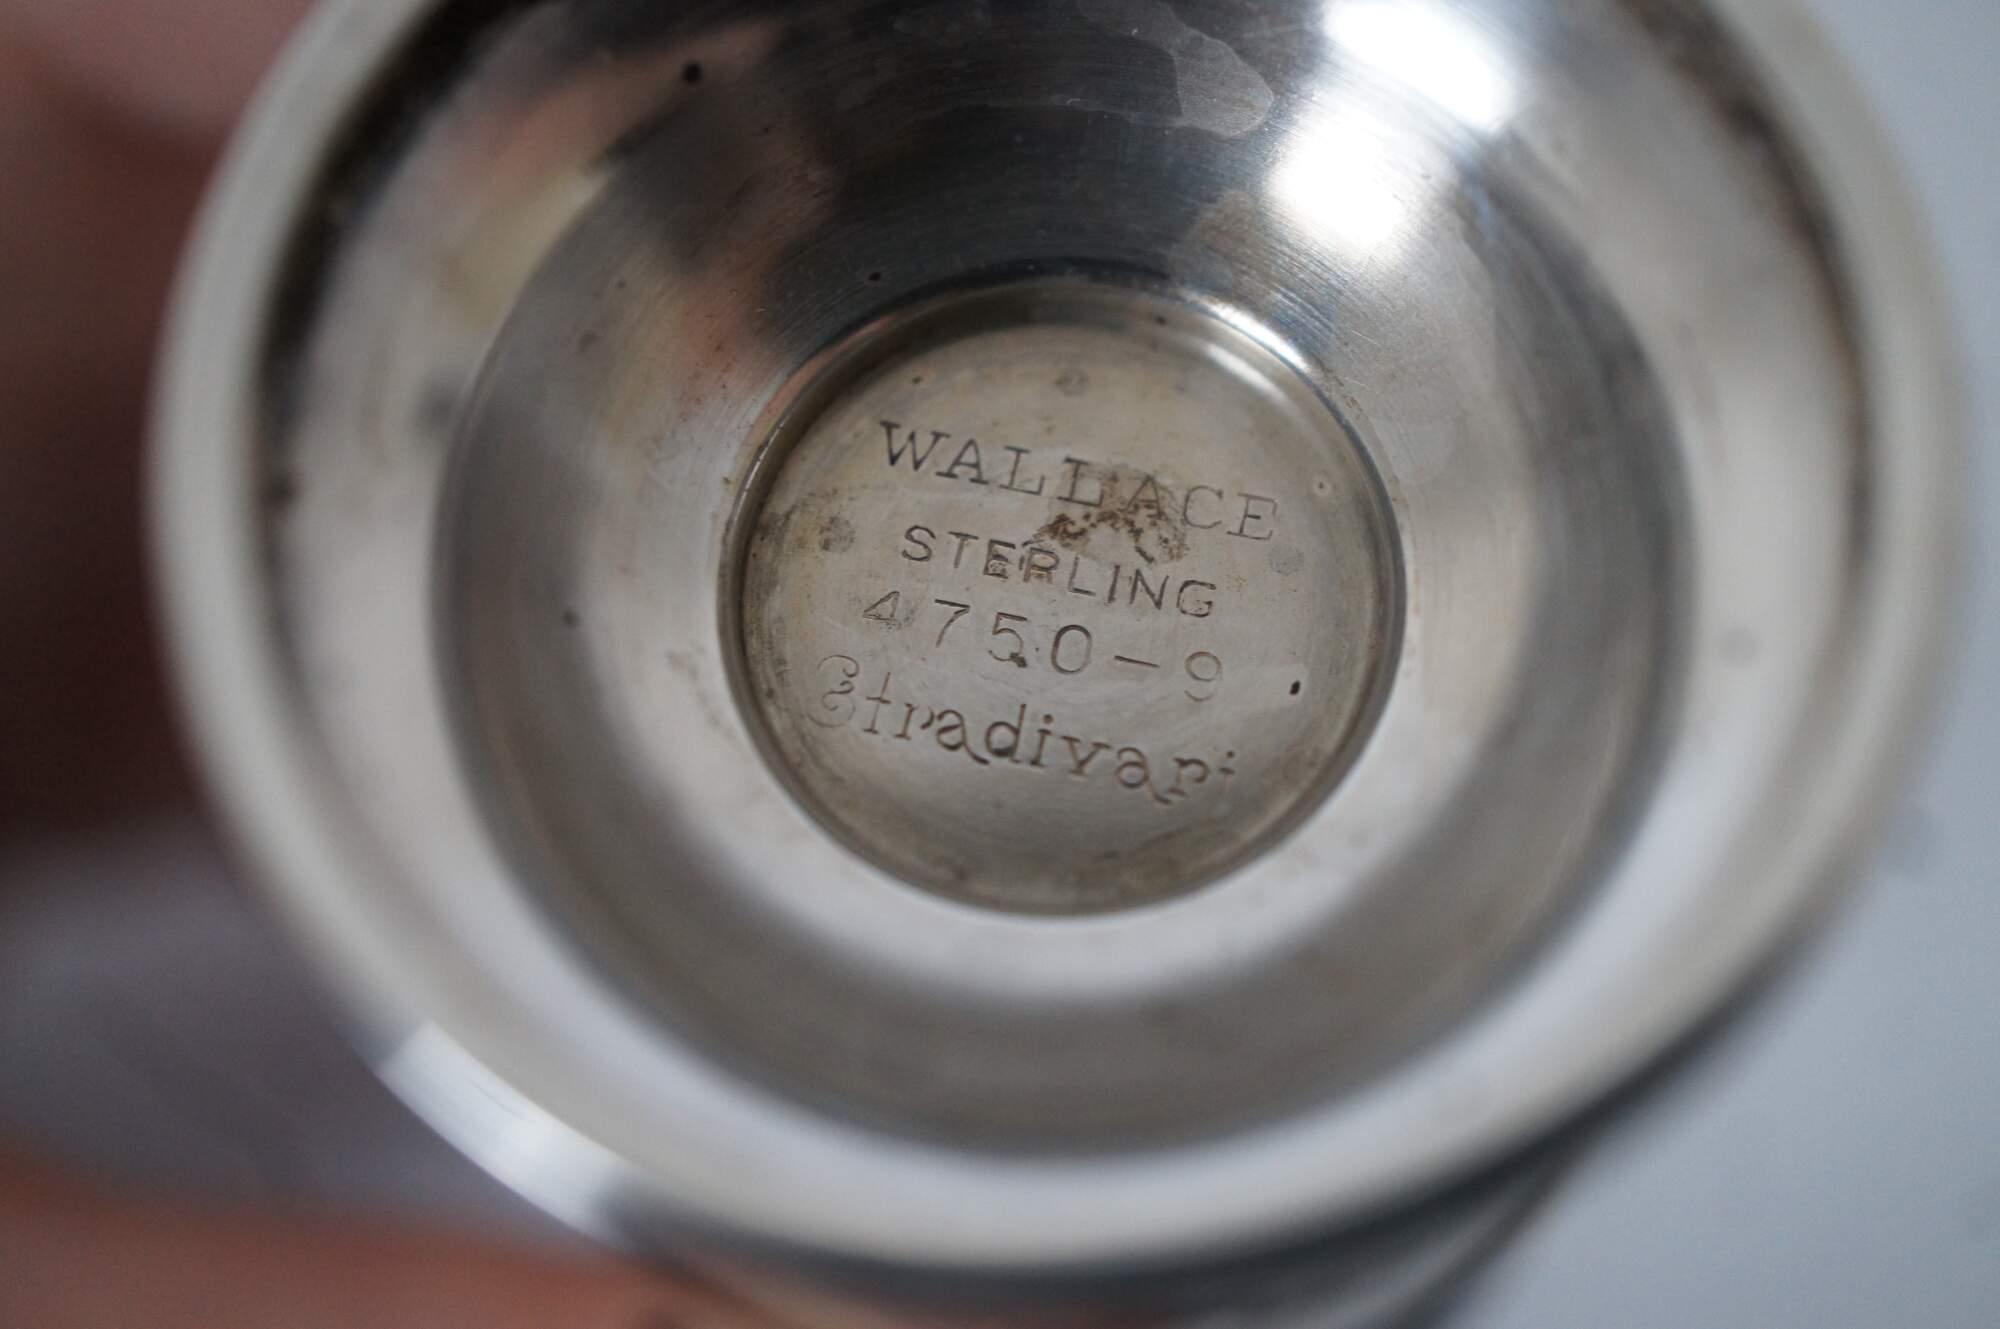 WALLACE
STERLING
4750-9
Stradivari